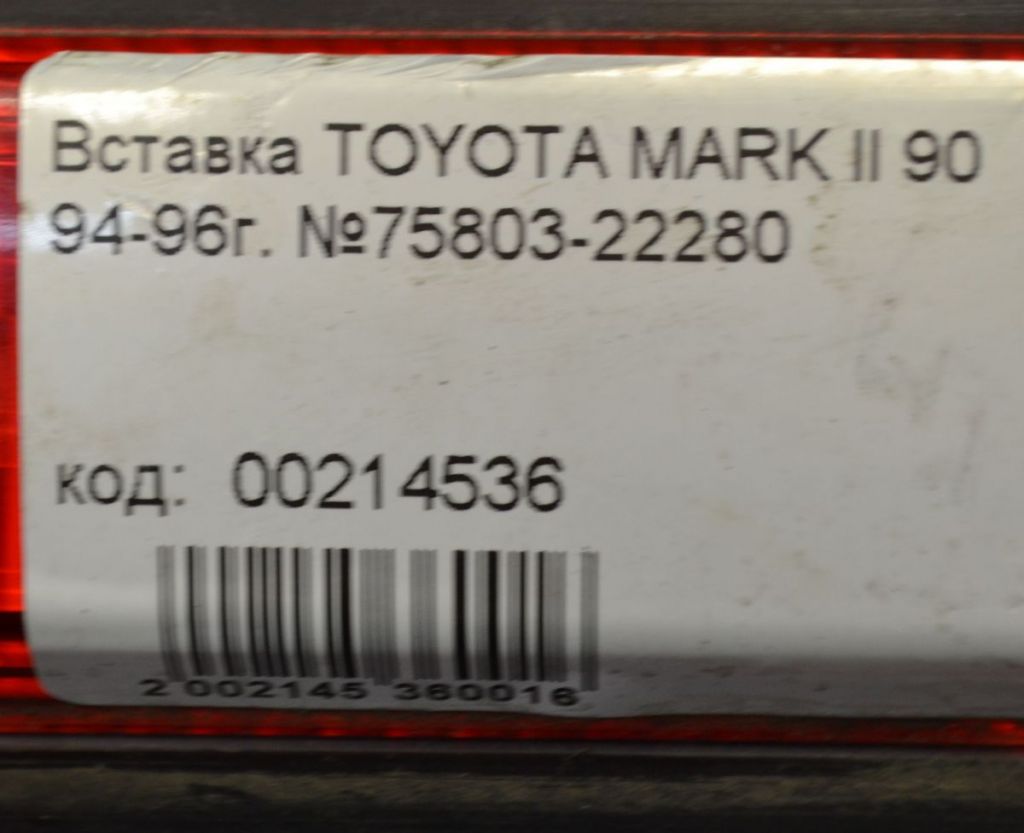 Вставка TOYOTA MARK II 90
94-96г. №75803-22280
код: 00214536
2 002145 360016